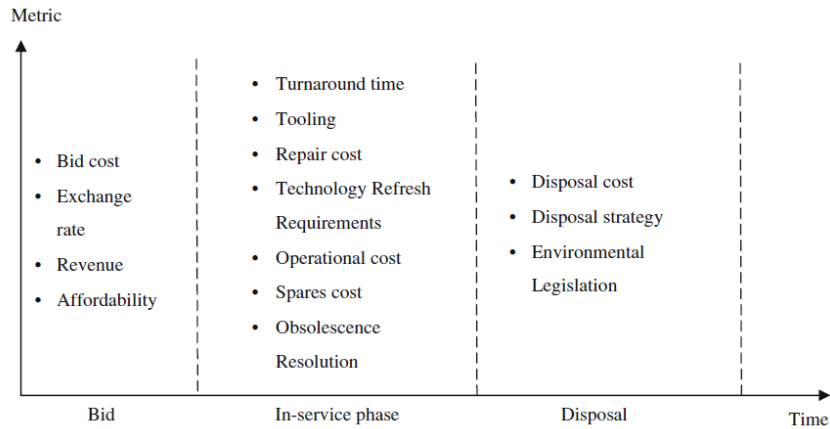 Metric
• Bid cost
• Exchange
rate
• Revenue
• Affordability
• Turnaround time
• Tooling
• Repair cost
• Technology Refresh
Requirements
• Operational cost
• Spares cost
• Obsolescence
Resolution
• Disposal cost
• Disposal strategy
• Environmental
Legislation
Bid
In-service phase
Disposal
Time